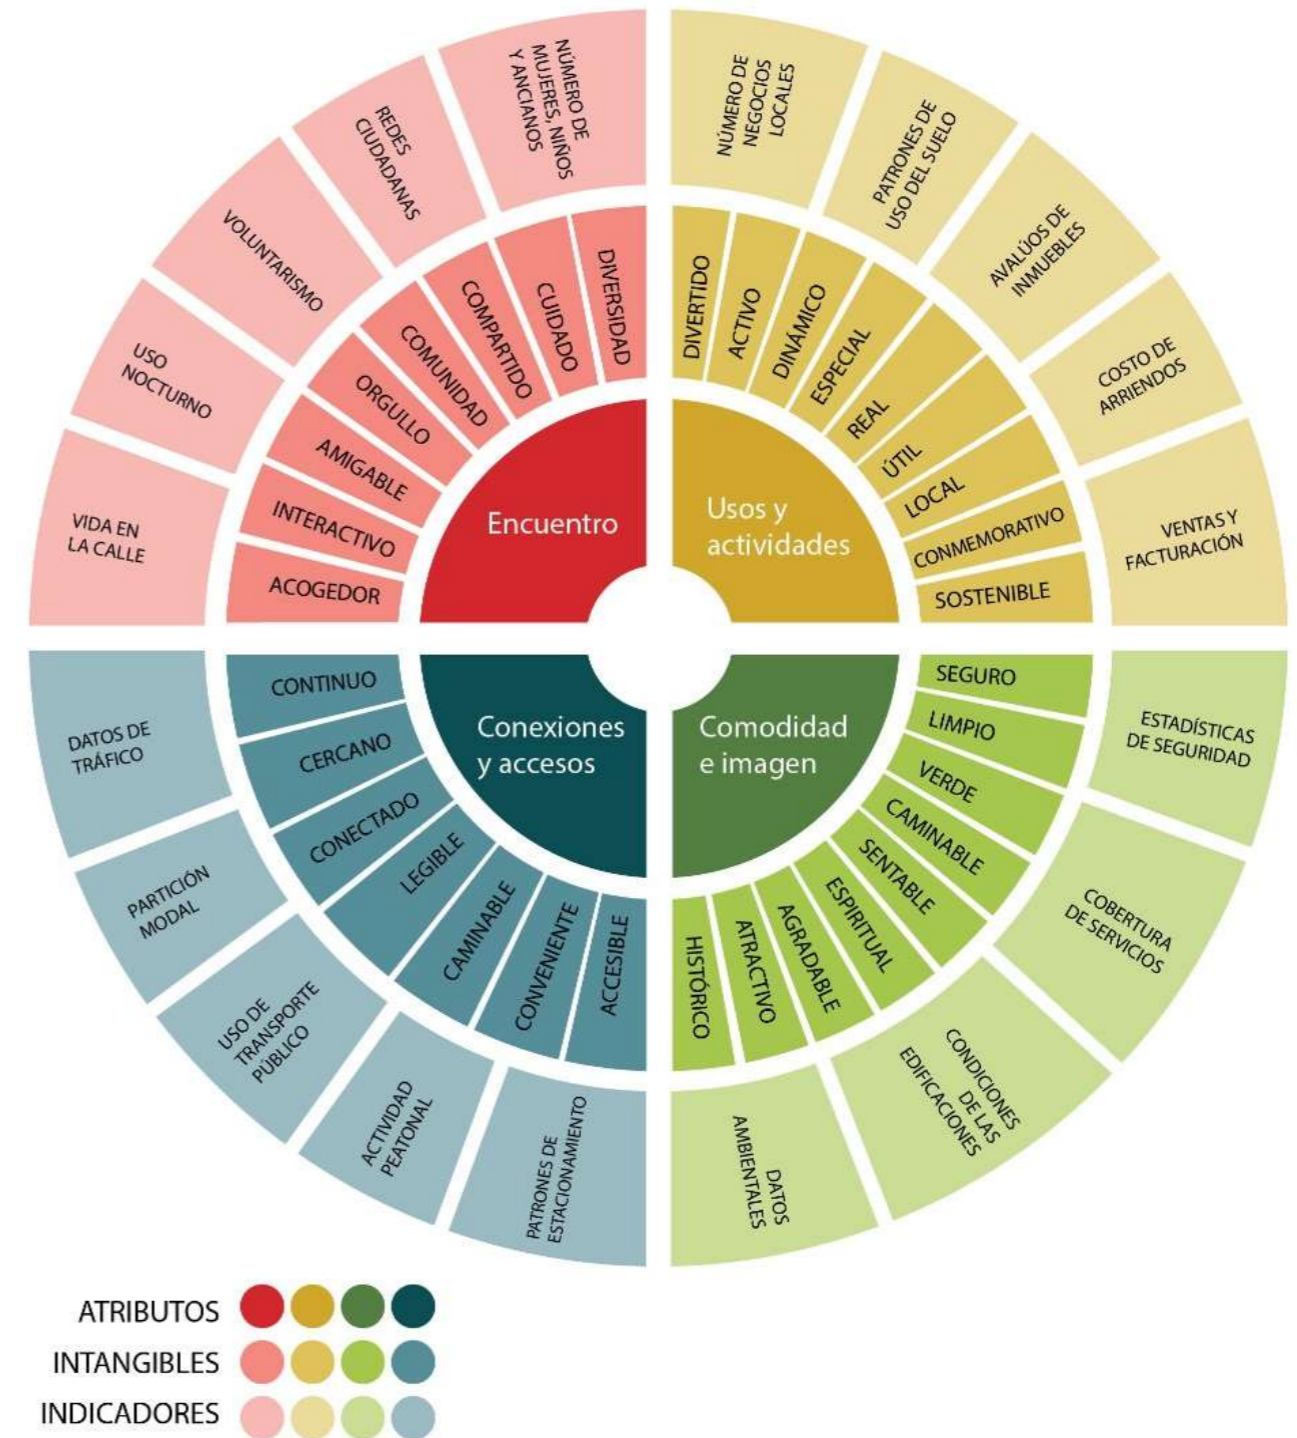 NÚMERO DE
MUJERES, NIÑOS
Y ANCIANOS
REDES
CIUDADANAS
VOLUNTARISMO
USO
NOCTURNO
VIDA EN
LA CALLE
DIVERSIDAD
CUIDADO
COMPARTIDO
COMUNIDAD
ORGULLO
AMIGABLE
INTERACTIVO
ACOGEDOR
Encuentro
NÚMERO DE
NEGOCIOS
LOCALES
PATRONES DE
USO DEL SUELO
AVALÚOS DE
INMUEBLES
COSTO DE
ARRIENDOS
VENTAS Y
FACTURACIÓN
DIVERTIDO
ACTIVO
DINÁMICO
ESPECIAL
REAL
ÚTIL
LOCAL
CONMEMORATIVO
SOSTENIBLE
Usos y
actividades
CONTINUO
CERCANO
CONECTADO
LEGIBLE
CAMINABLE
CONVENIENTE
ACCESIBLE
Conexiones
y accesos
DATOS DE
TRÁFICO
PARTICIÓN
MODAL
USO DE
TRANSPORTE
PÚBLICO
ACTIVIDAD
PEATONAL
PATRONES DE
ESTACIONAMIENTO
Comodidad
e imagen
SEGURO
LIMPIO
VERDE
CAMINABLE
SENTABLE
ESPIRITUAL
AGRADABLE
ATRACTIVO
HISTÓRICO
ESTADÍSTICAS
DE SEGURIDAD
COBERTURA
DE SERVICIOS
CONDICIONES
DE LAS
EDIFICACIONES
DATOS
AMBIENTALES
ATRIBUTOS
INTANGIBLES
INDICADORES